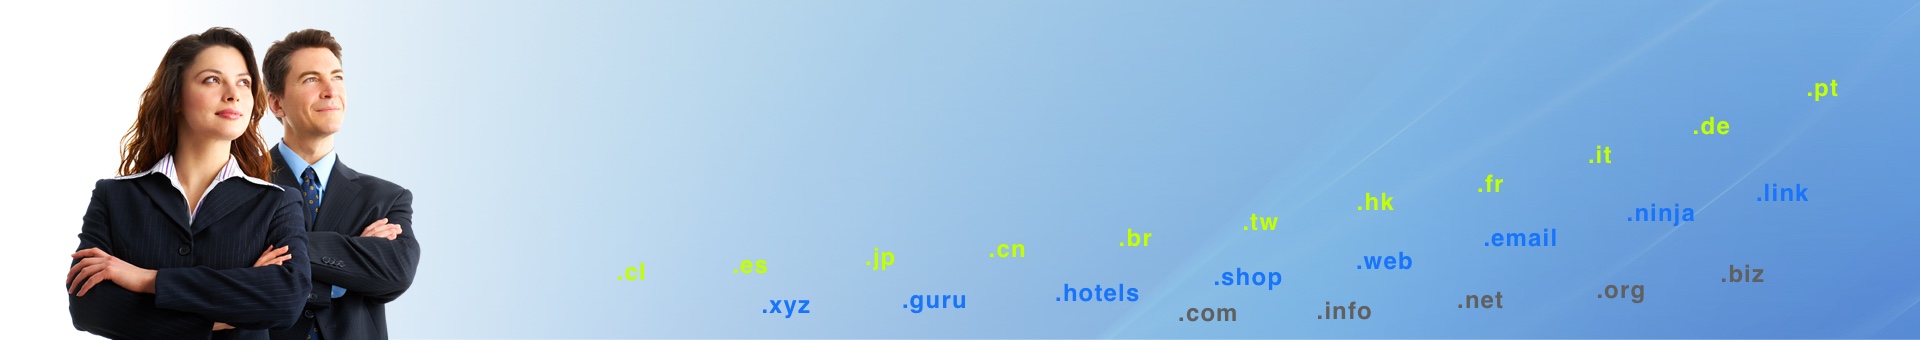 .cl .es .jp .cn .br .tw .hk .fr .it .de .pt
.xyz .guru .hotels .shop .web .email .ninja .link
.com .info .net .org .biz